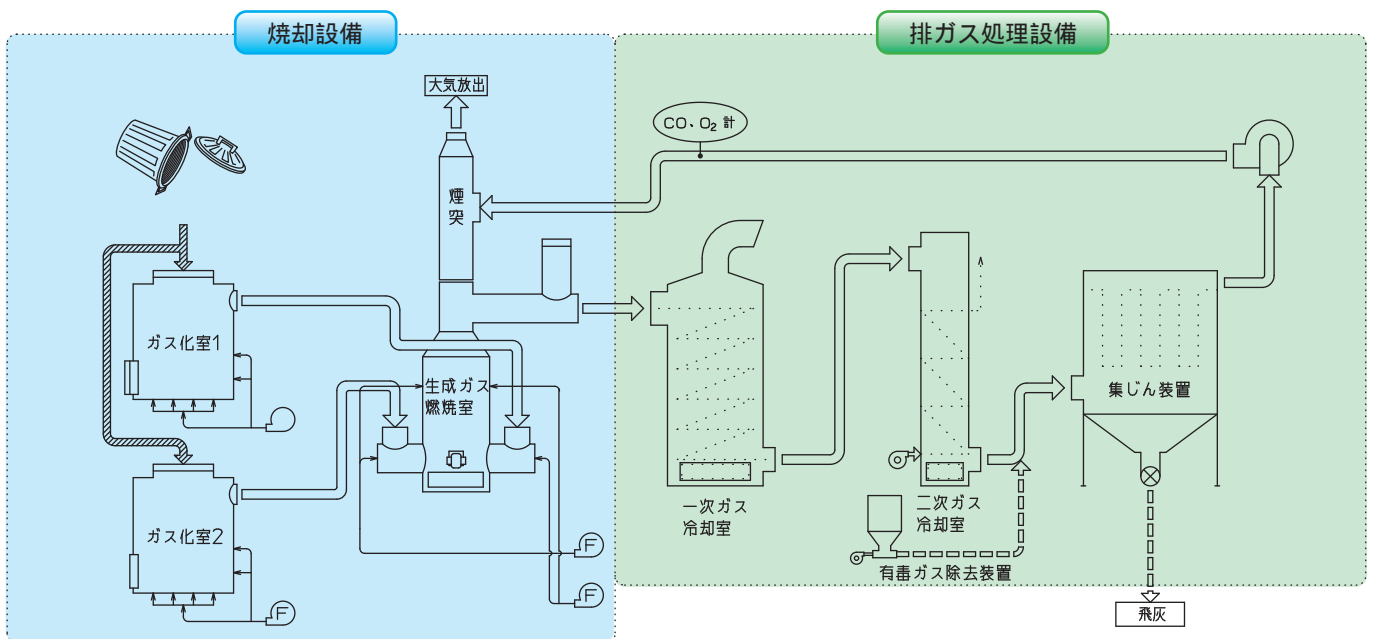 焼却設備
排ガス処理設備
大気放出
CO、O₂ 計
煙
突
ガス化室1
生成ガス
燃焼室
集じん装置
一次ガス
冷却室
二次ガス
冷却室
ガス化室2
F
F
F
有毒ガス除去装置
飛灰